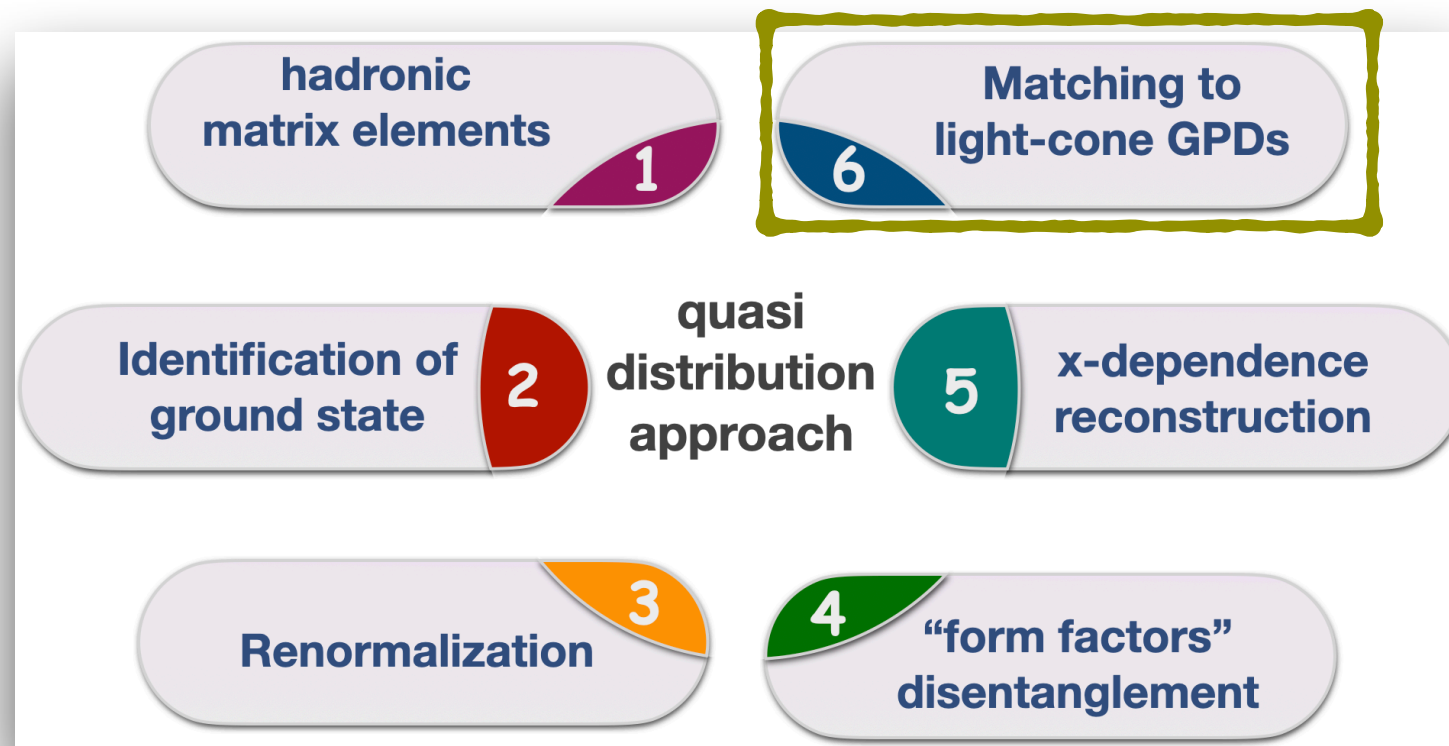 hadronic
matrix elements
1
Matching to
light-cone GPDs
6
Identification of
ground state
2
quasi
distribution
approach
5
x-dependence
reconstruction
3
Renormalization
4
“form factors”
disentanglement